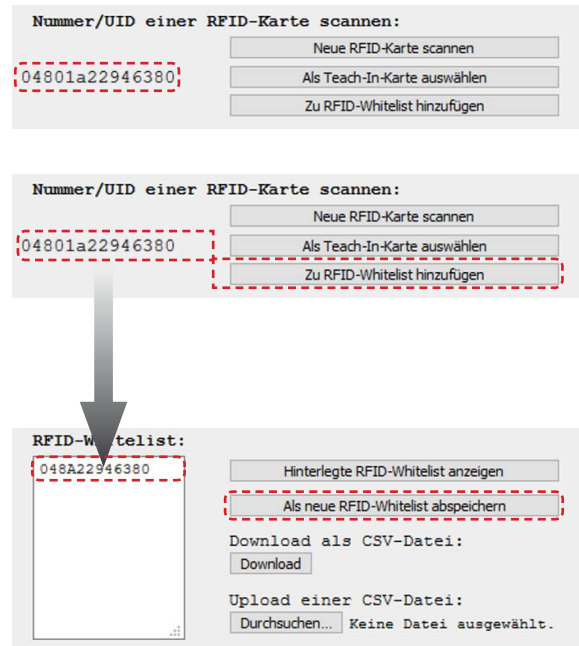 Nummer/UID einer RFID-Karte scannen:
Neue RFID-Karte scannen
04801a22946380
Als Teach-In-Karte auswählen
Zu RFID-Whitelist hinzufügen
Nummer/UID einer RFID-Karte scannen:
Neue RFID-Karte scannen
04801a22946380
Als Teach-In-Karte auswählen
Zu RFID-Whitelist hinzufügen
RFID-Whitelist:
048A22946380
Hinterlegte RFID-Whitelist anzeigen
Als neue RFID-Whitelist abspeichern
Download als CSV-Datei:
Download
Upload einer CSV-Datei:
Durchsuchen... Keine Datei ausgewählt.